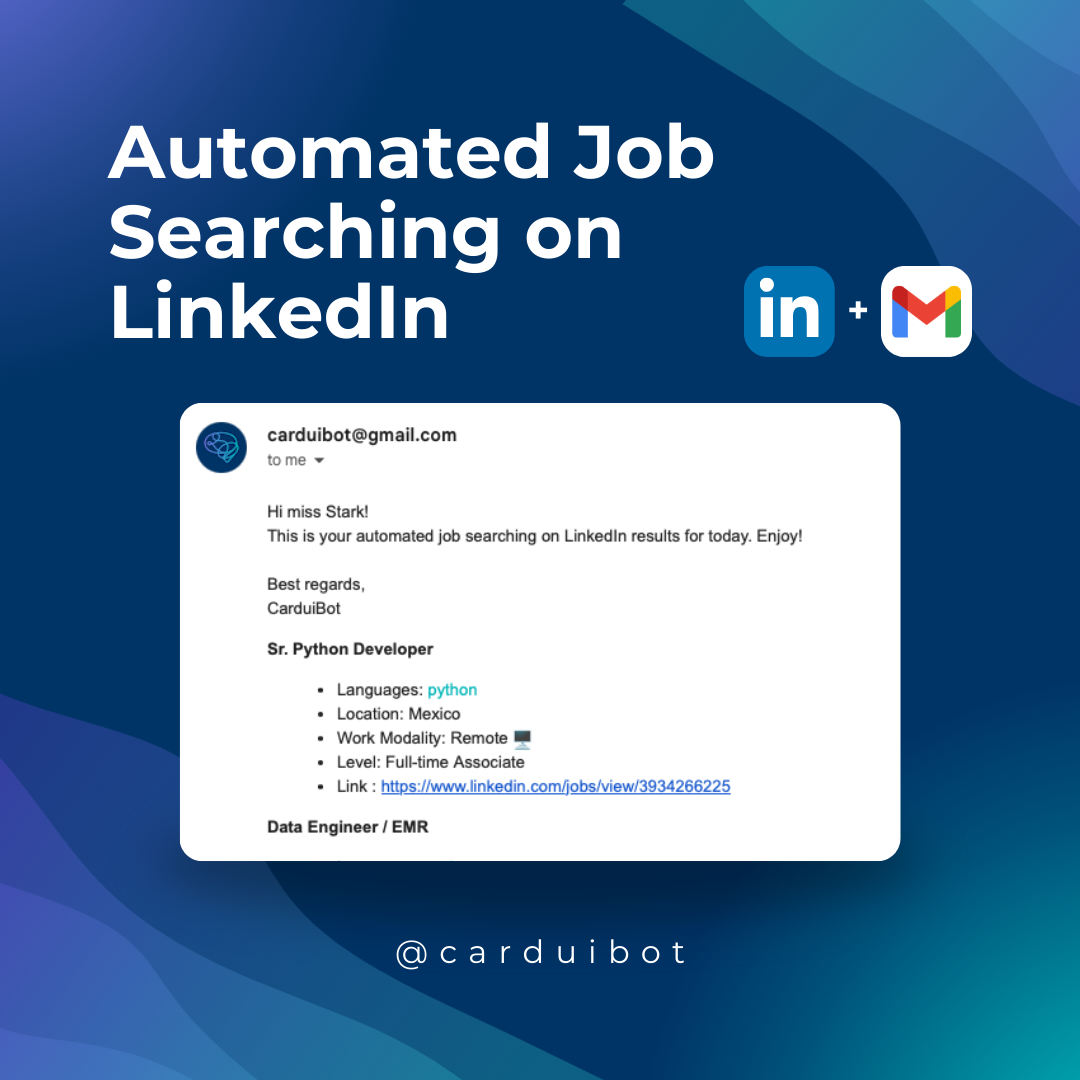 Automated Job
Searching on
LinkedIn
in + M
carduibot@gmail.com
to me
Hi miss Stark!
This is your automated job searching on LinkedIn results for today. Enjoy!
Best regards,
CarduiBot
Sr. Python Developer
• Languages: python
• Location: Mexico
• Work Modality: Remote 🖥️
• Level: Full-time Associate
• Link : https://www.linkedin.com/jobs/view/3934266225
Data Engineer / EMR
@carduibot